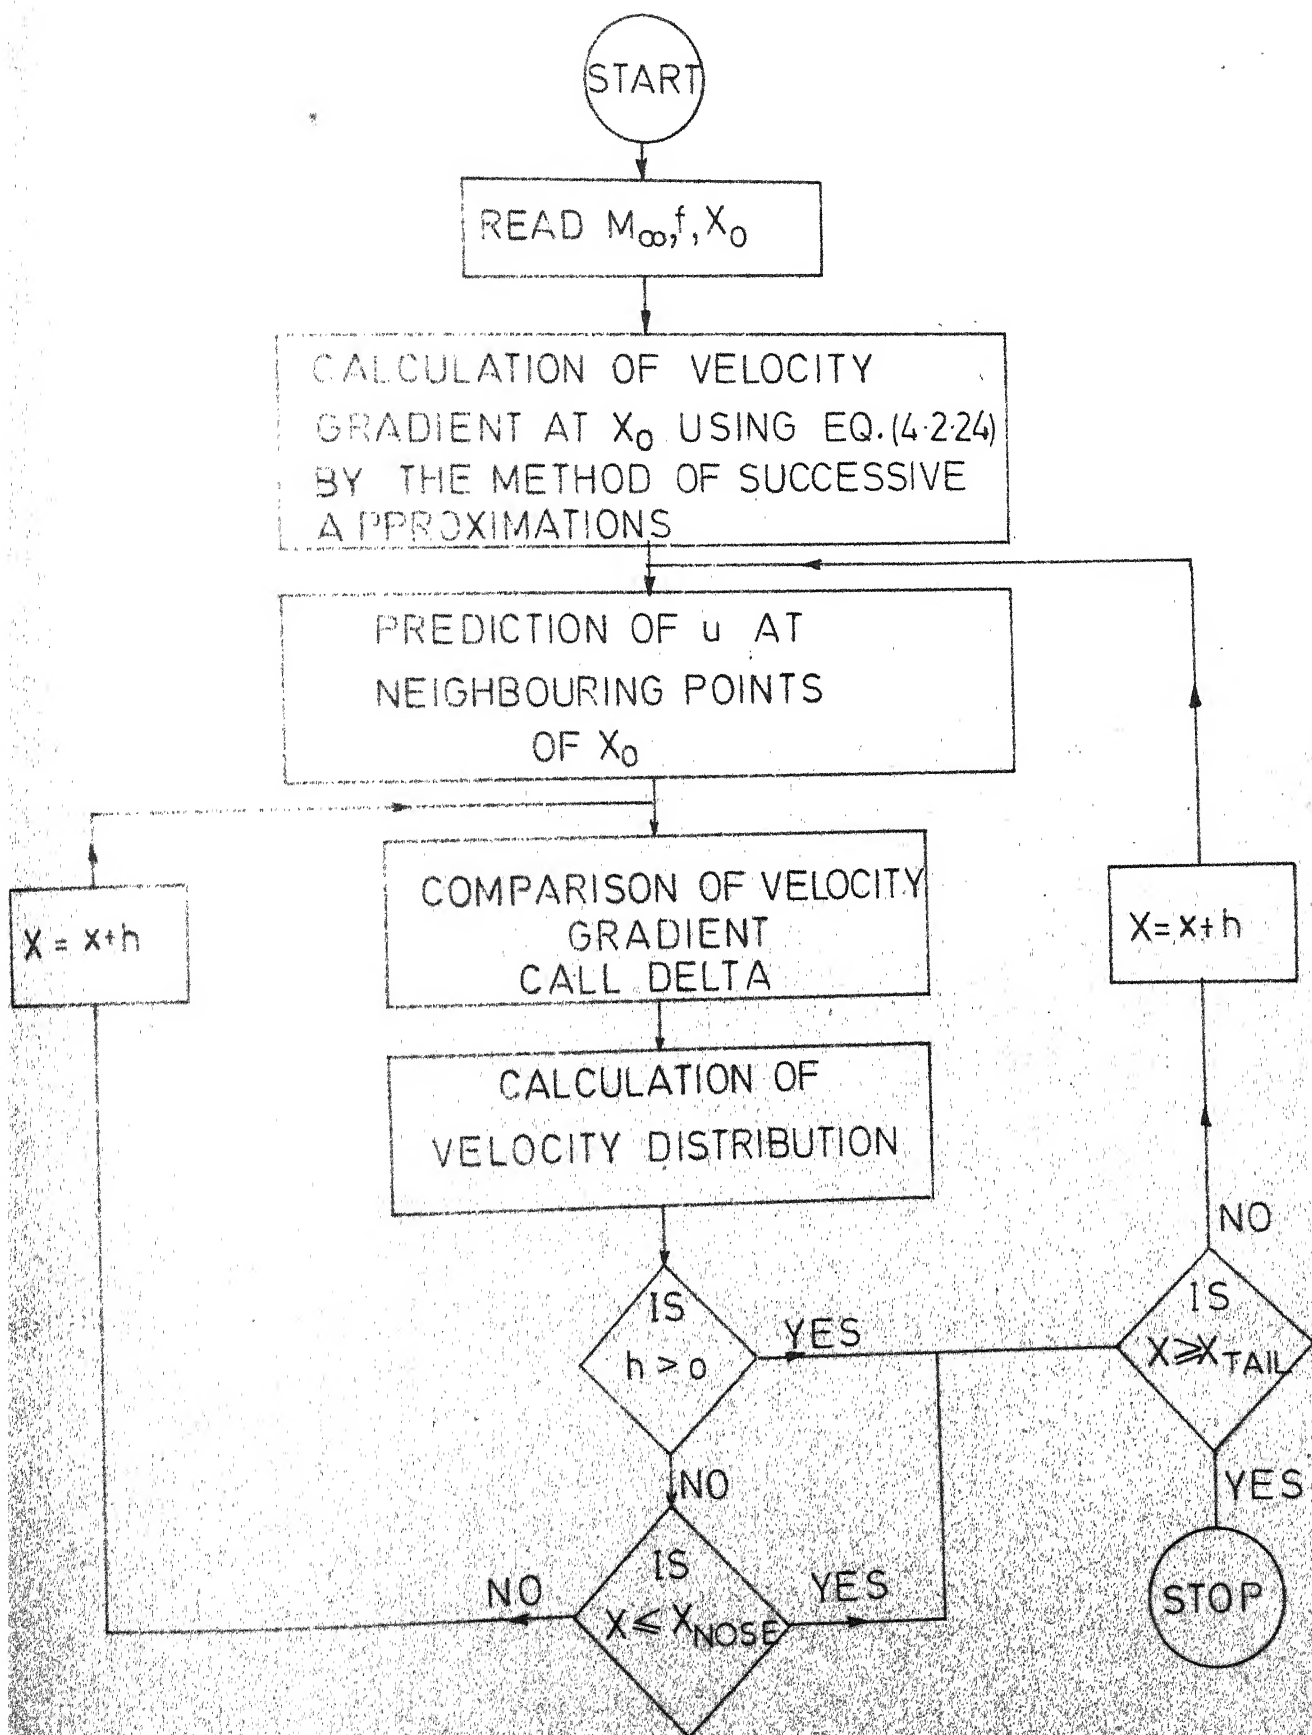 START
READ M∞, f, X₀
CALCULATION OF VELOCITY
GRADIENT AT X₀ USING EQ.(4·2·24)
BY THE METHOD OF SUCCESSIVE
APPROXIMATIONS
PREDICTION OF u AT
NEIGHBOURING POINTS
OF X₀
COMPARISON OF VELOCITY
GRADIENT
CALL DELTA
X = x+h
X = x+h
CALCULATION OF
VELOCITY DISTRIBUTION
NO
IS
h > o
YES
IS
X ⩾ X TAIL
NO
YES
IS
X ≤ X NOSE
NO
YES
STOP